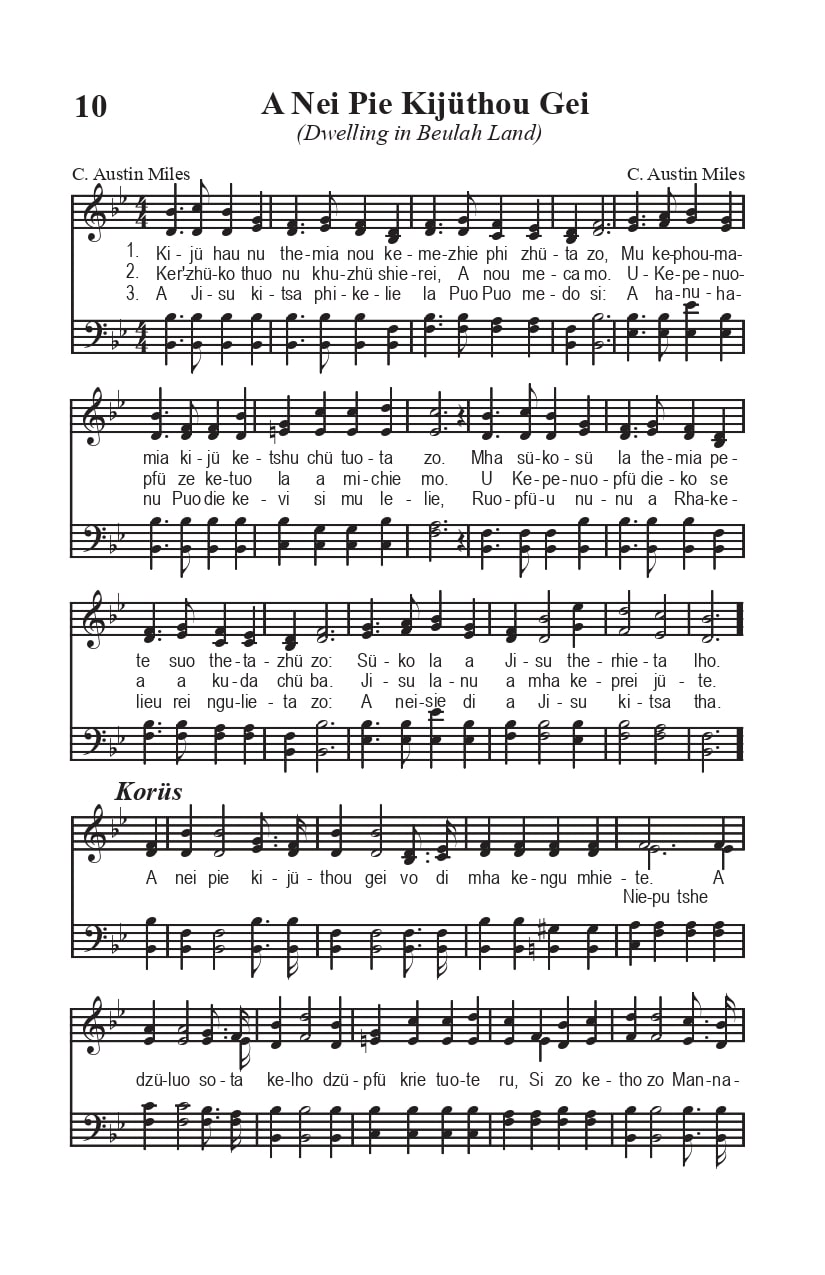 10
A Nei Pie Kijüthou Gei
(Dwelling in Beulah Land)
C. Austin Miles C. Austin Miles
1. Ki - jü hau nu the-mia nou ke - me-zhie phi zhü-ta zo, Mu ke-phou-ma-
2. Ker'-zhü-ko thuo nu khu-zhü shie-rei, A nou me-ca mo. U - Ke-pe - nuo-
3. A Ji - su ki-tsa phi-ke-lie la Puo Puo me-do si: A ha-nu - ha-
mia ki-jü ke-tshu chü tuo-ta zo. Mha sü-ko-sü la the-mia pe-
pfü ze ke-tuo la a mi-chie mo. U Ke-pe-nuo-pfü die-ko se
nu Puo die ke-vi si mu le-lie, Ruo-pfü-u nu-nu a Rha-ke-
te suo the-ta-zhü zo: Sü-ko la a Ji-su the-rhie-ta lho.
a a ku-da chü ba. Ji-su la-nu a mha ke-prei jü-te.
lieu rei ngu-lie-ta zo: A nei-sie di a Ji-su ki-tsa tha.
Korüs
A nei pie ki-jü-thou gei vo di mha ke-ngu mhie-te. A
Nie-pu tshe
dzü-luo so-ta ke-lho dzü-pfü krie tuo-te ru, Si zo ke-tho zo Man-na-